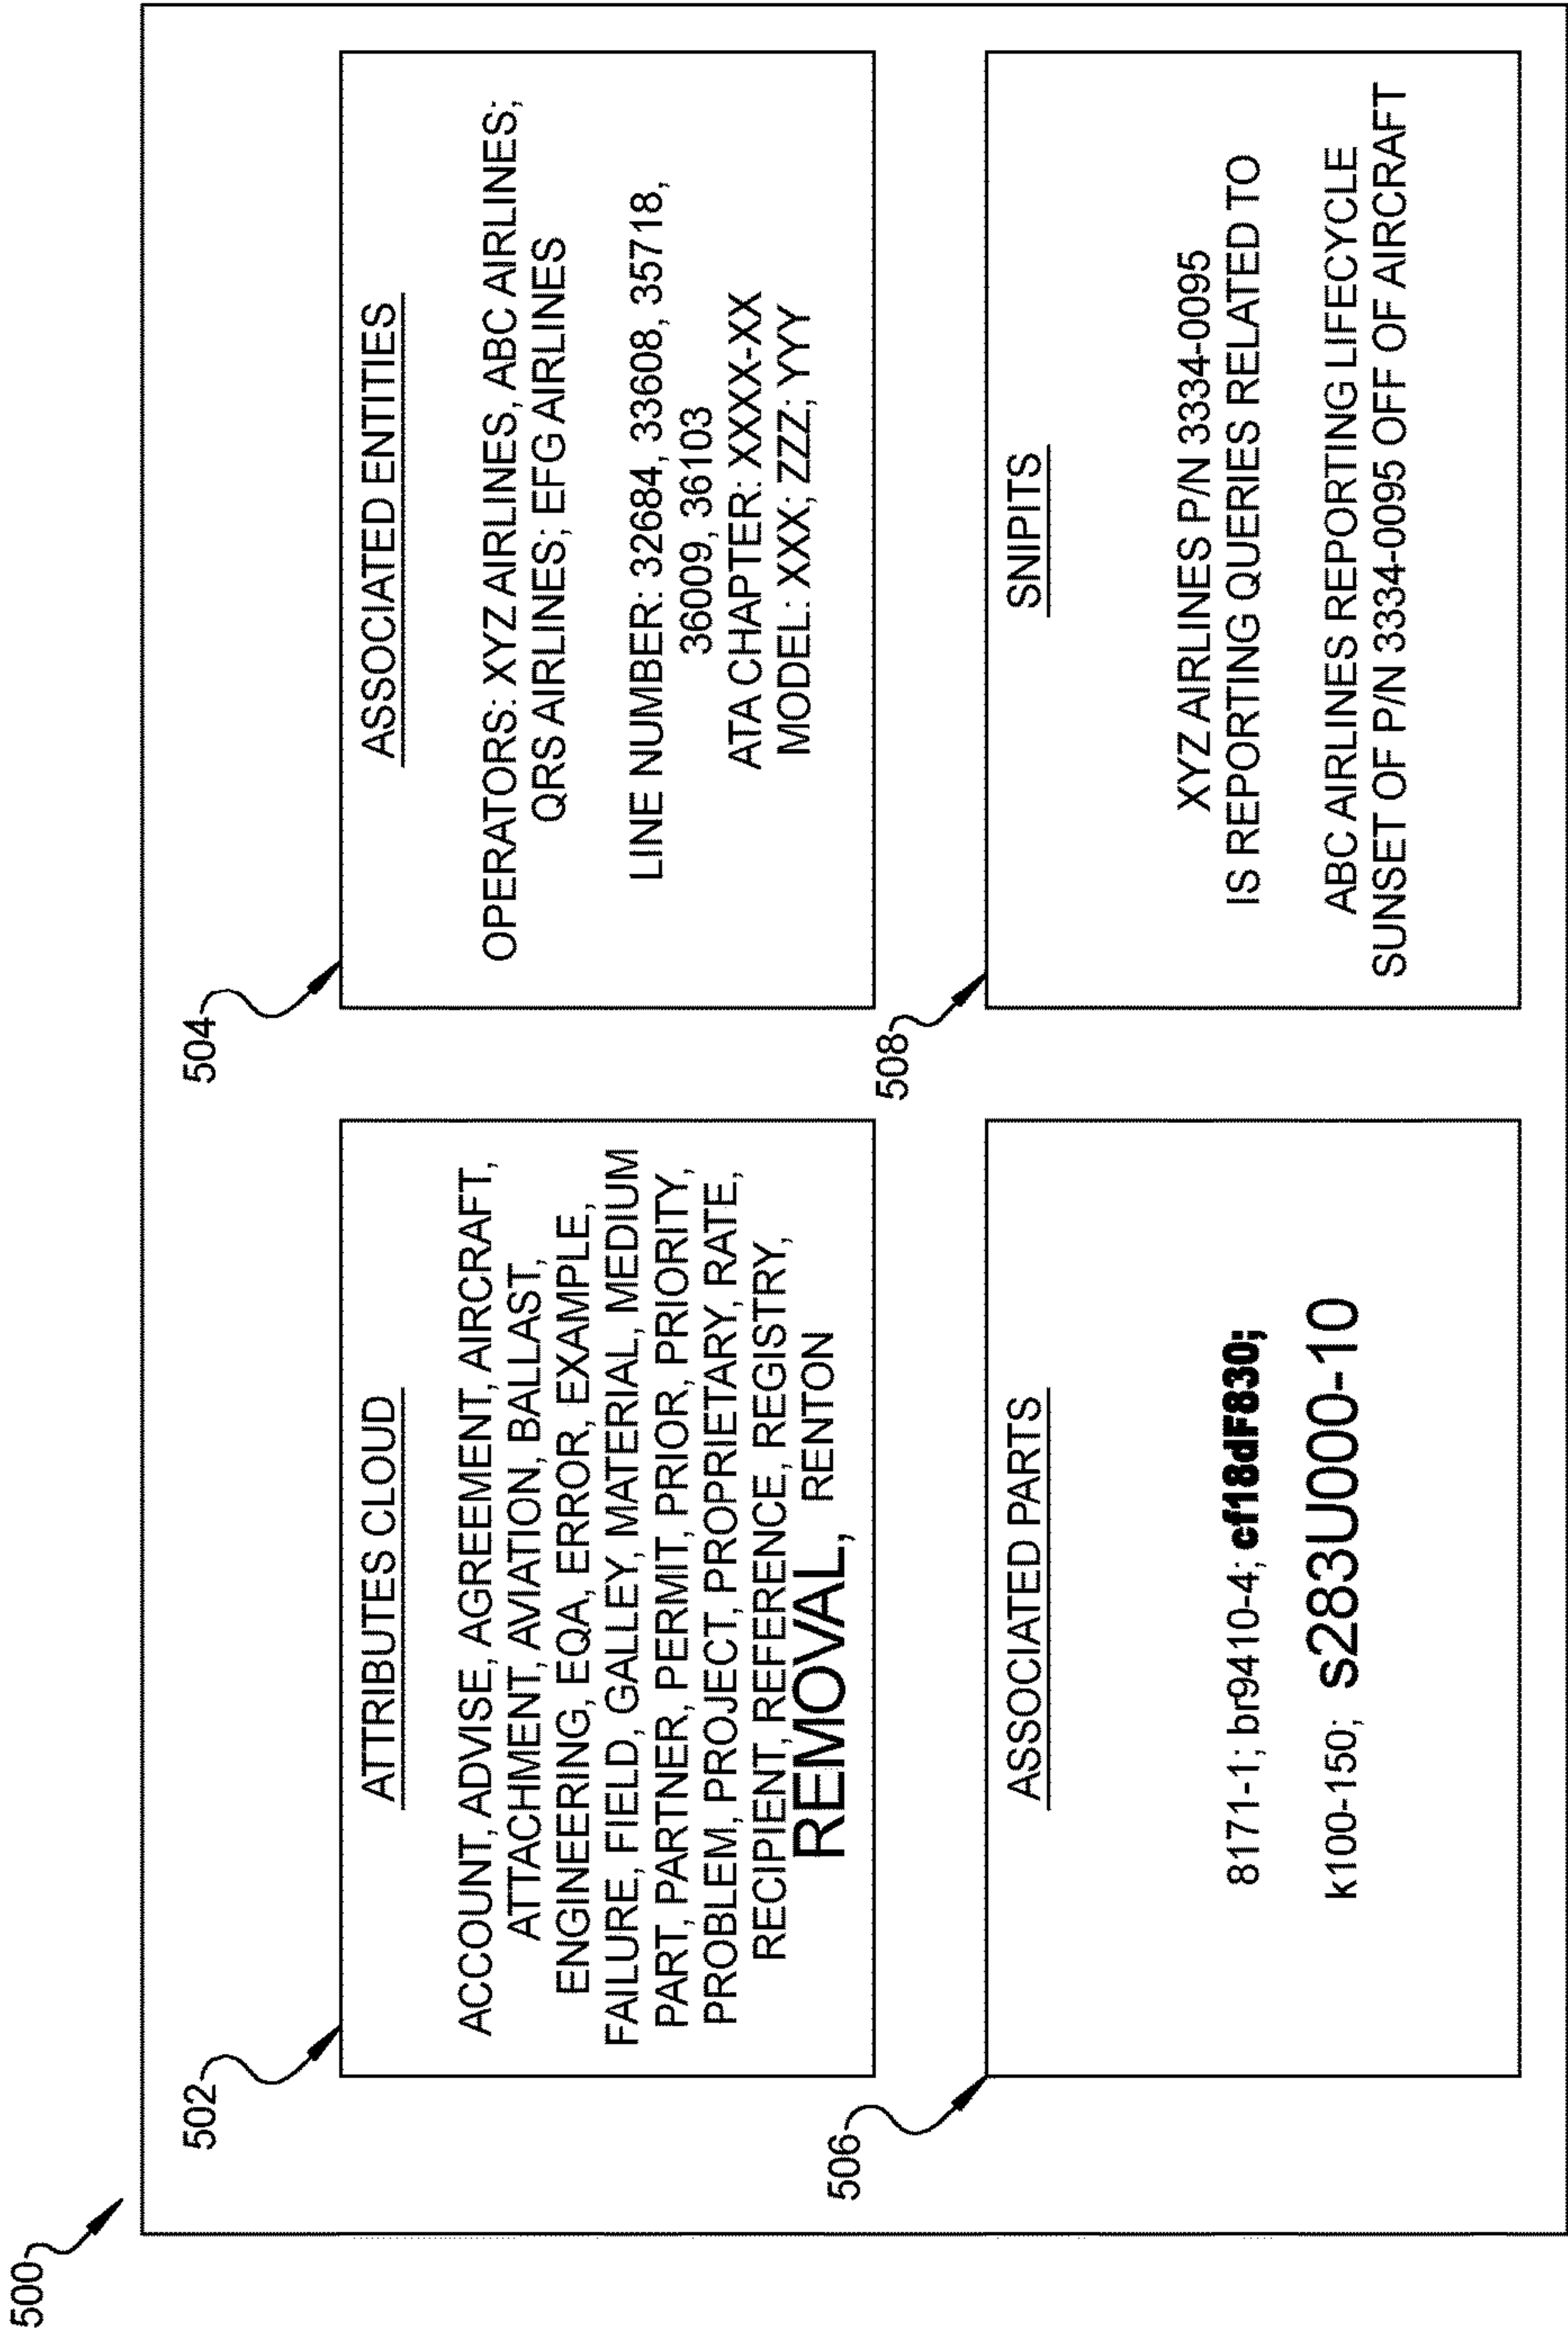 500
502
ATTRIBUTES CLOUD
ACCOUNT, ADVISE, AGREEMENT, AIRCRAFT,
ATTACHMENT, AVIATION, BALLAST,
ENGINEERING, EQA, ERROR, EXAMPLE,
FAILURE, FIELD, GALLEY, MATERIAL, MEDIUM
PART, PARTNER, PERMIT, PRIOR, PRIORITY,
PROBLEM, PROJECT, PROPRIETARY, RATE,
RECIPIENT, REFERENCE, REGISTRY,
REMOVAL, RENTON
504
ASSOCIATED ENTITIES
OPERATORS: XYZ AIRLINES, ABC AIRLINES;
QRS AIRLINES; EFG AIRLINES
LINE NUMBER: 32684, 33608, 35718,
36009, 36103
ATA CHAPTER: XXXX-XX
MODEL: XXX; ZZZ; YYY
506
ASSOCIATED PARTS
8171-1; br9410-4; cf18dF830;
k100-150; s283U000-10
508
SNIPITS
XYZ AIRLINES P/N 3334-0095
IS REPORTING QUERIES RELATED TO
ABC AIRLINES REPORTING LIFECYCLE
SUNSET OF P/N 3334-0095 OFF OF AIRCRAFT